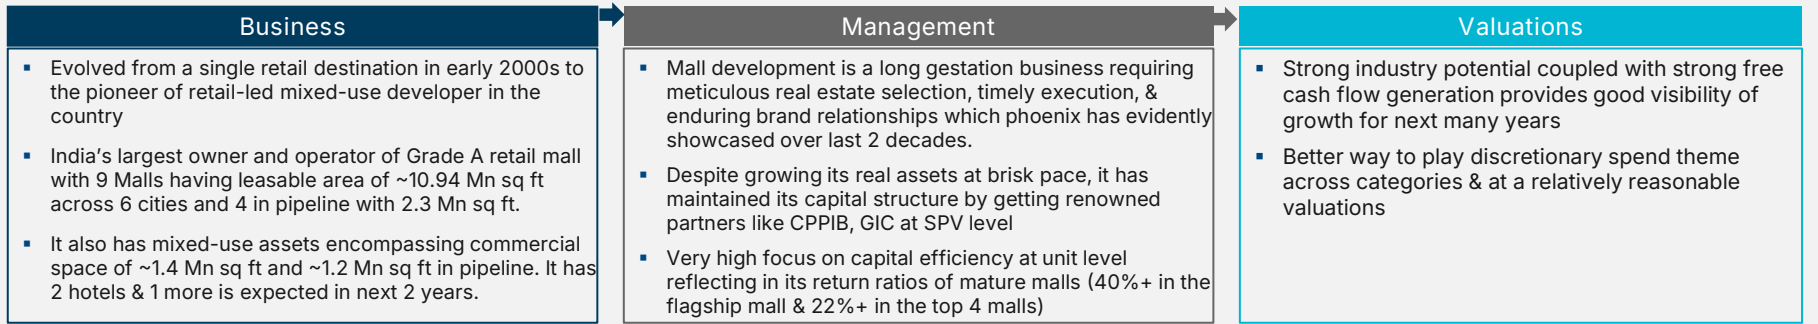 Business
▪ Evolved from a single retail destination in early 2000s to
the pioneer of retail-led mixed-use developer in the
country
▪ India's largest owner and operator of Grade A retail mall
with 9 Malls having leasable area of ~10.94 Mn sq ft
across 6 cities and 4 in pipeline with 2.3 Mn sq ft.
▪ It also has mixed-use assets encompassing commercial
space of ~1.4 Mn sq ft and ~1.2 Mn sq ft in pipeline. It has
2 hotels & 1 more is expected in next 2 years.
Management
▪ Mall development is a long gestation business requiring
meticulous real estate selection, timely execution, &
enduring brand relationships which phoenix has evidently
showcased over last 2 decades.
▪ Despite growing its real assets at brisk pace, it has
maintained its capital structure by getting renowned
partners like CPPIB, GIC at SPV level
▪ Very high focus on capital efficiency at unit level
reflecting in its return ratios of mature malls (40%+ in the
flagship mall & 22%+ in the top 4 malls)
Valuations
▪ Strong industry potential coupled with strong free
cash flow generation provides good visibility of
growth for next many years
▪ Better way to play discretionary spend theme
across categories & at a relatively reasonable
valuations